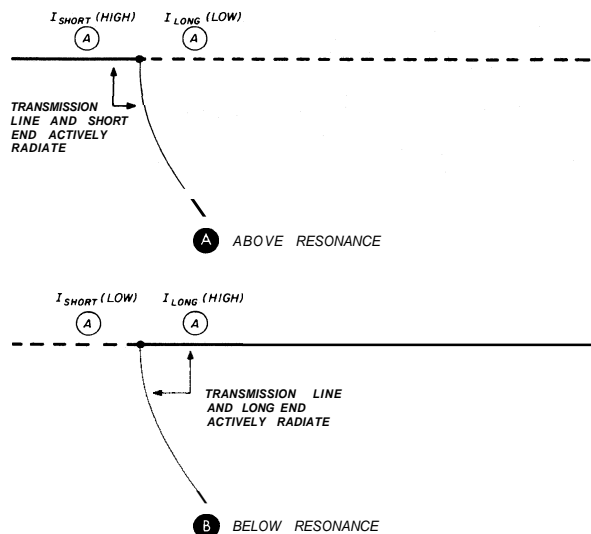 I SHORT (HIGH) I LONG (LOW)
A A
TRANSMISSION
LINE AND SHORT
END ACTIVELY
RADIATE
A ABOVE RESONANCE
I SHORT (LOW) I LONG (HIGH)
A A
TRANSMISSION LINE
AND LONG END
ACTIVELY RADIATE
B BELOW RESONANCE